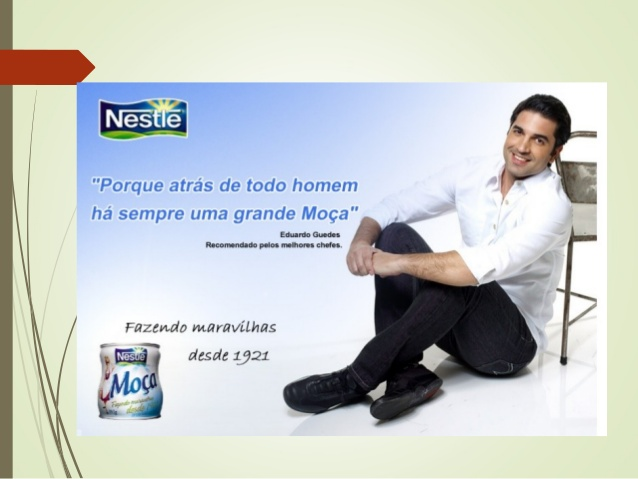 Nestlé
"Porque atrás de todo homem
há sempre uma grande Moça"
Eduardo Guedes
Recomendado pelos melhores chefes.
Fazendo maravilhas
desde 1921
Nestlé
Moça